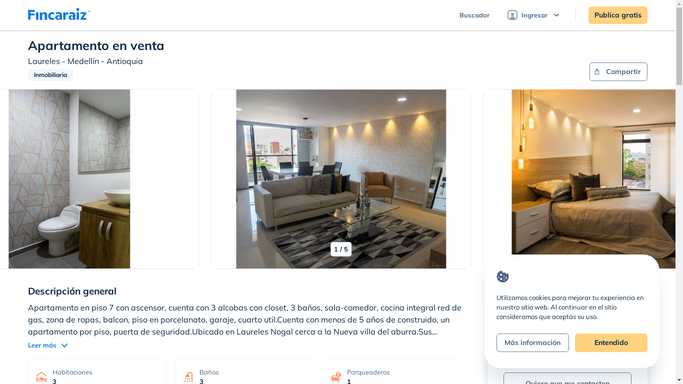 Fincaraiz
Buscador
Ingresar
Publica gratis
Apartamento en venta
Laureles - Medellín - Antioquia
Inmobiliaria
Compartir
1 / 5
Descripción general
Apartamento en piso 7 con ascensor, cuenta con 3 alcobas con closet, 3 baños, sala-comedor, cocina integral red de
gas, zona de ropas, balcon, piso en porcelanato, garaje, cuarto util.Cuenta con menos de 5 años de construido, un
apartamento por piso, puerta de seguridad.Ubicado en Laureles Nogal cerca a la Nueva villa del aburra.Sus...
Leer más
Habitaciones
3
Baños
3
Parqueaderos
1
Utilizamos cookies para mejorar tu experiencia en
nuestro sitio web. Al continuar en el sitio
consideramos que aceptas su uso.
Más información
Entendido
Quiero que me contacten